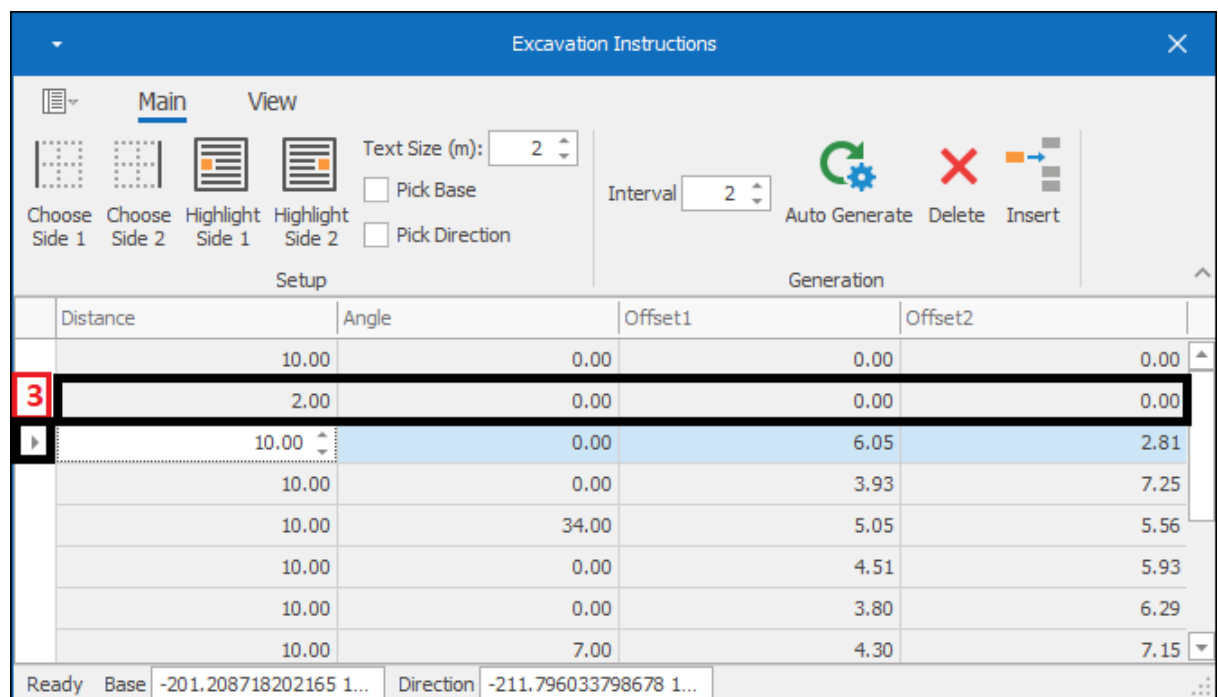 Excavation Instructions
Main View
Text Size (m): 2
Pick Base
Pick Direction
Choose Side 1
Choose Side 2
Highlight Side 1
Highlight Side 2
Setup
Interval 2
Auto Generate Delete Insert
Generation
Distance Angle Offset1 Offset2
10.00 0.00 0.00 0.00
3 2.00 0.00 0.00 0.00
10.00 0.00 6.05 2.81
10.00 0.00 3.93 7.25
10.00 34.00 5.05 5.56
10.00 0.00 4.51 5.93
10.00 0.00 3.80 6.29
10.00 7.00 4.30 7.15
Ready Base -201.208718202165 1... Direction -211.796033798678 1...